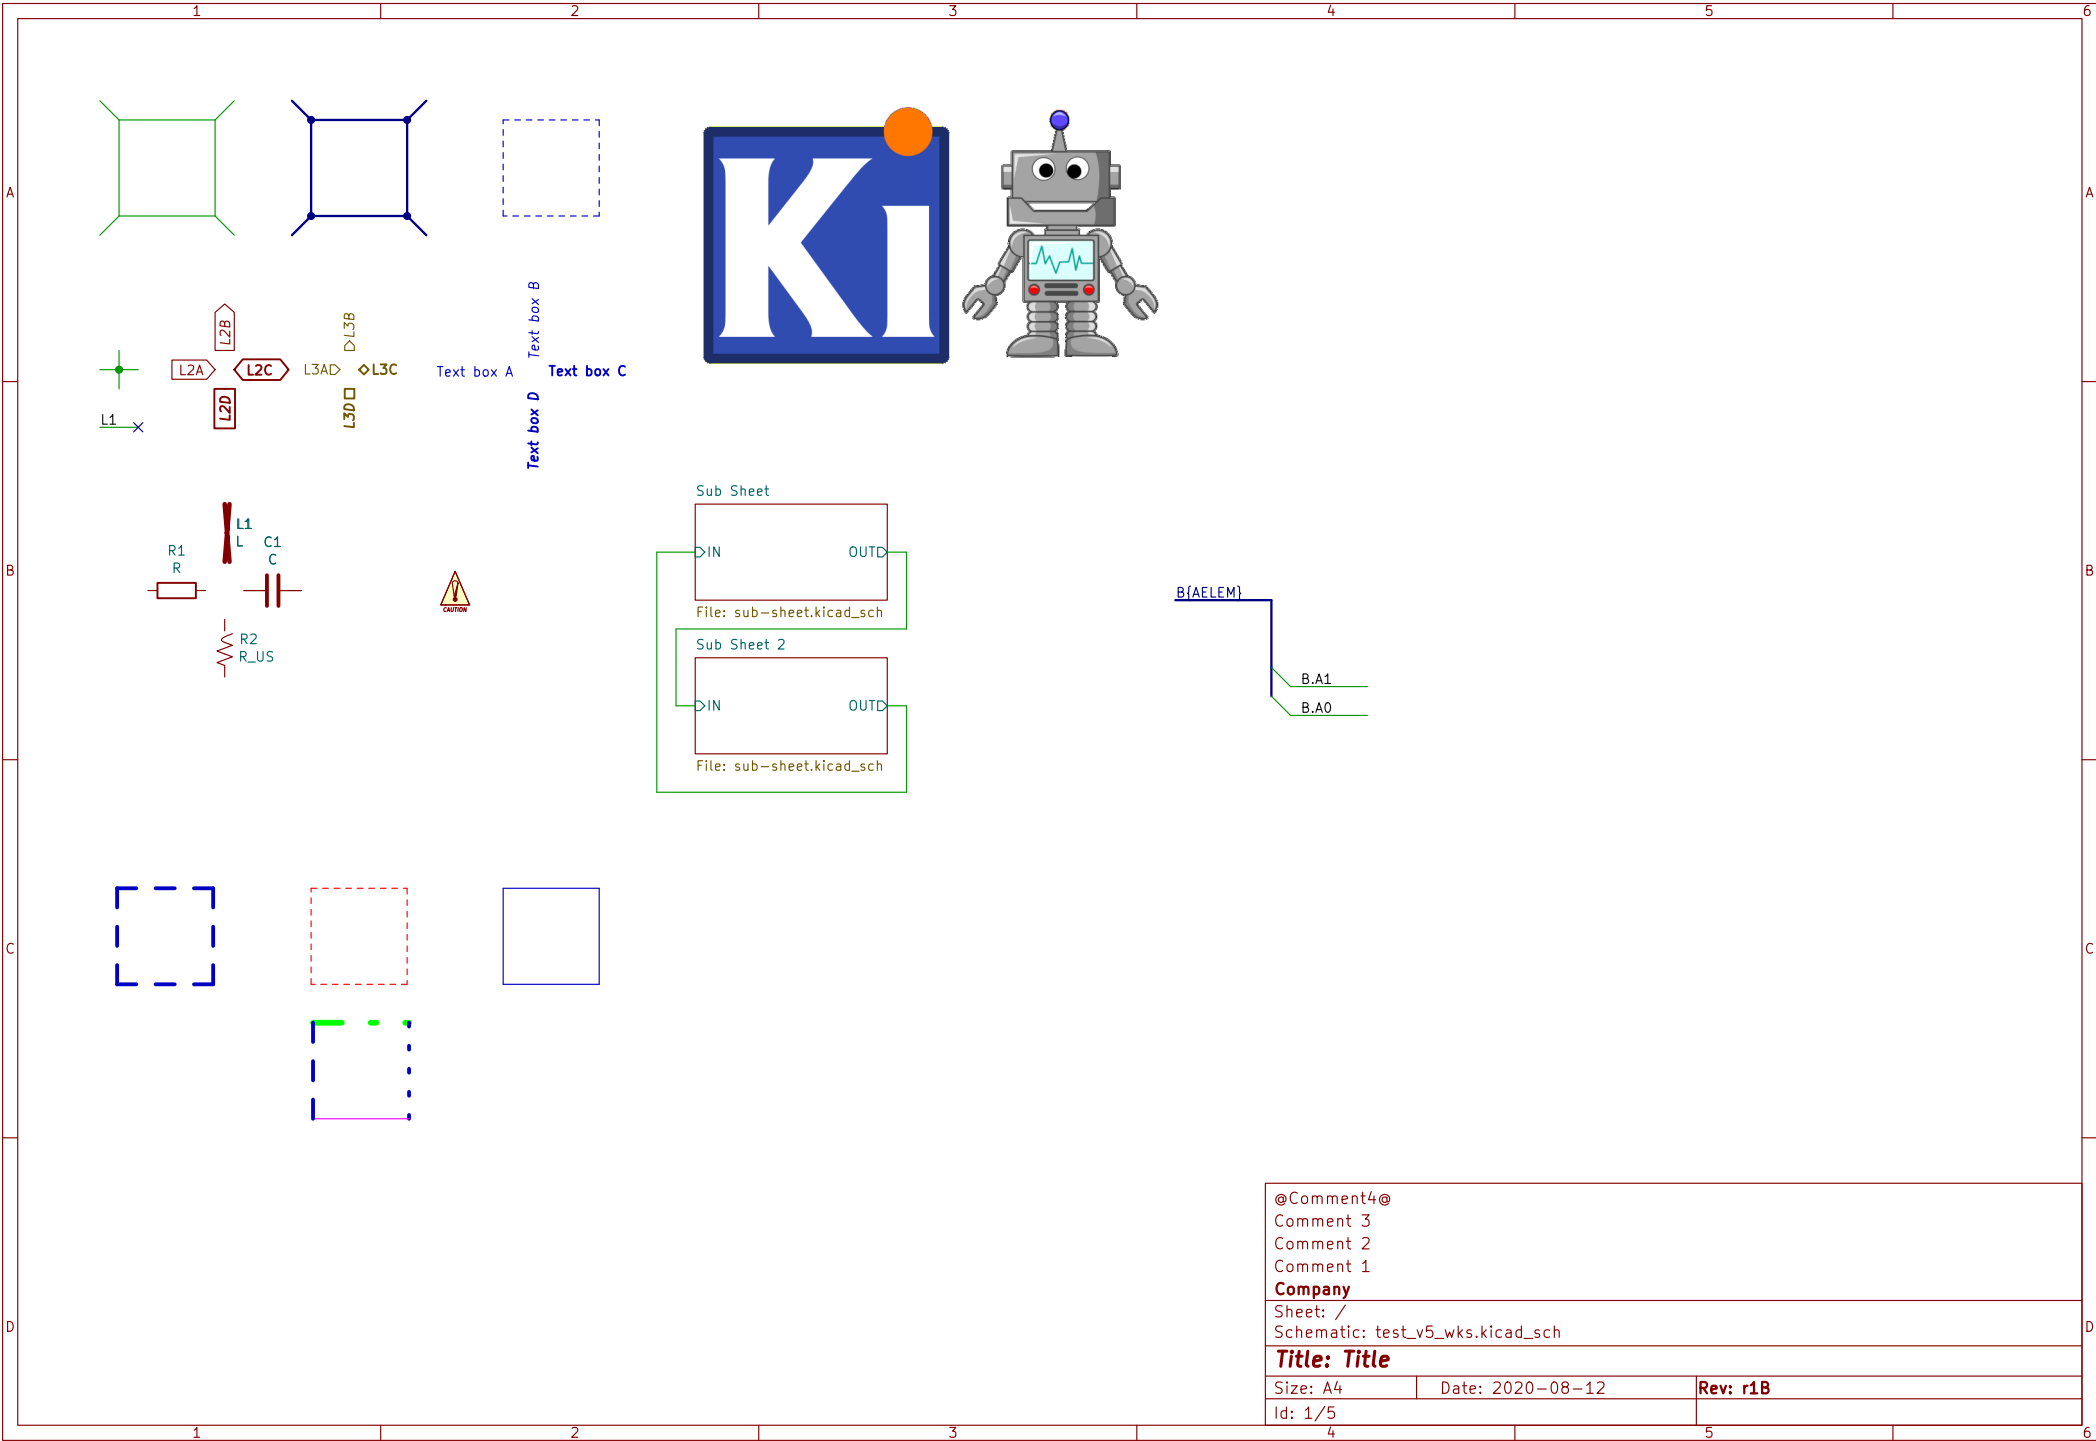 1 2 3 4 5 6
A A
Ki
L2B
L3B
Text box B
L2A
L2C
L3A
L3C
Text box A
Text box C
L2D
L3D
Text box D
L1
Sub Sheet
L1
L
IN
OUT
C1
C
R1
R
B B
CAUTION
B{AELEM}
File: sub-sheet.kicad_sch
R2
R_US
Sub Sheet 2
B.A1
IN
OUT
B.A0
File: sub-sheet.kicad_sch
C C
@Comment4@
Comment 3
Comment 2
Comment 1
Company
Sheet: /
D D
Schematic: test_v5_wks.kicad_sch
Title: Title
Size: A4
Date: 2020-08-12
Rev: r1B
Id: 1/5
1 2 3 4 5 6